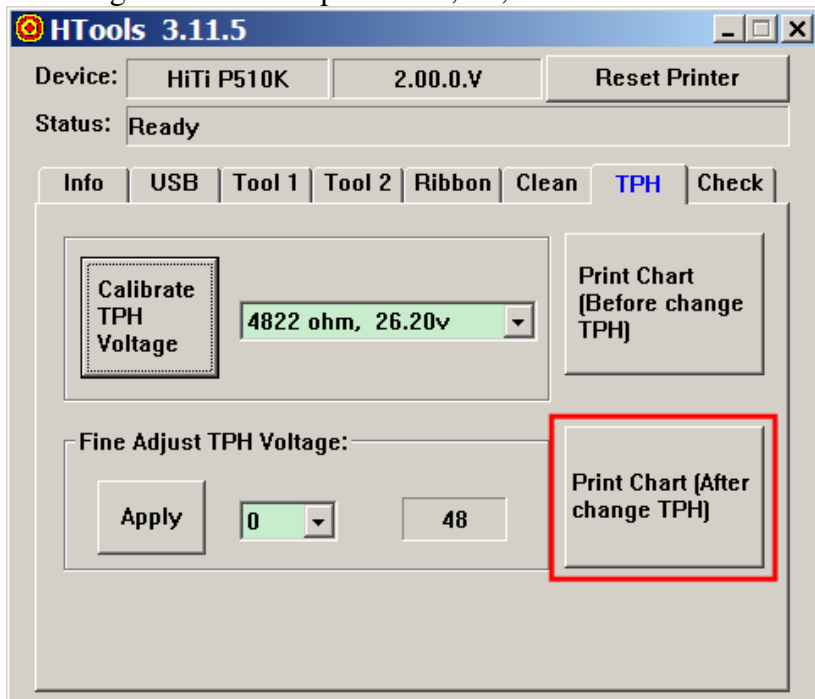 HTools 3.11.5
Device: HiTi P510K 2.00.0.V Reset Printer
Status: Ready
Info USB Tool 1 Tool 2 Ribbon Clean TPH Check
Calibrate
TPH
Voltage
4822 ohm, 26.20v
Print Chart
(Before change
TPH)
Fine Adjust TPH Voltage:
Apply 0 48
Print Chart (After
change TPH)